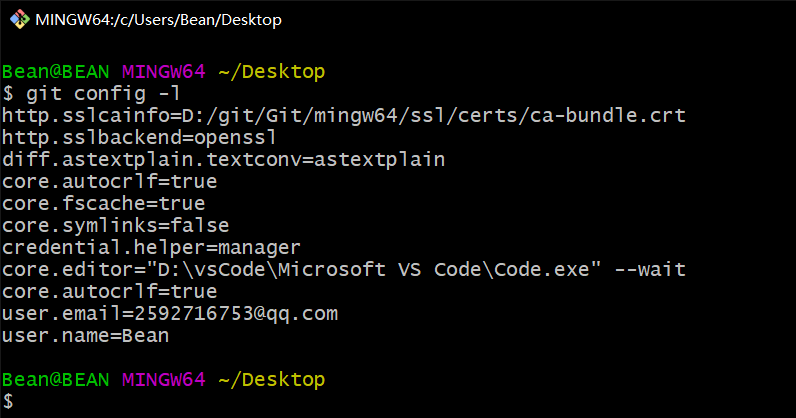 MINGW64:/c/Users/Bean/Desktop
Bean@BEAN MINGW64 ~/Desktop
$ git config -l
http.sslcainfo=D:/git/Git/mingw64/ssl/certs/ca-bundle.crt
http.sslbackend=openssl
diff.astextplain.textconv=astextplain
core.autocrlf=true
core.fscache=true
core.symlinks=false
credential.helper=manager
core.editor="D:\vsCode\Microsoft VS Code\Code.exe" --wait
core.autocrlf=true
user.email=2592716753@qq.com
user.name=Bean
Bean@BEAN MINGW64 ~/Desktop
$